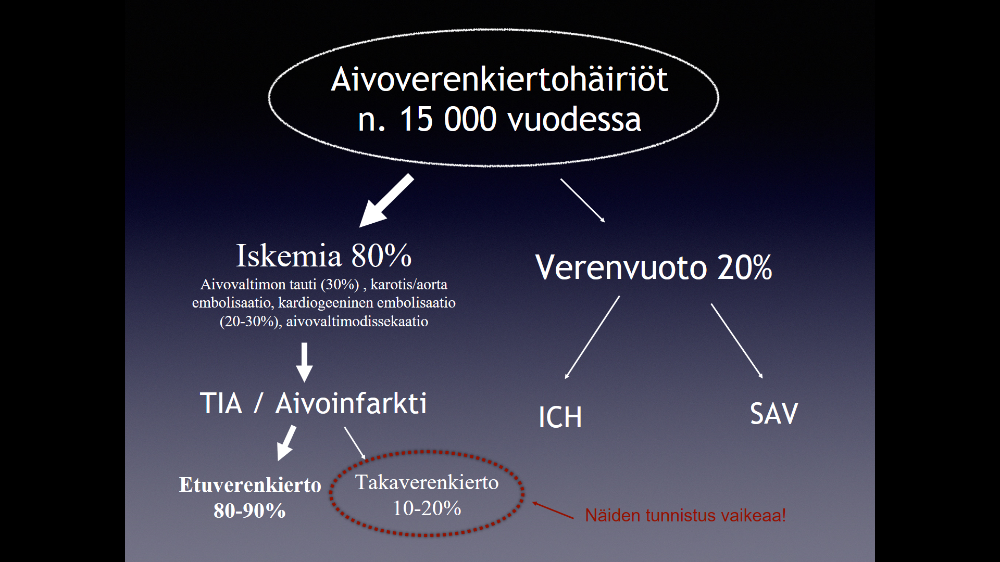 Aivoverenkiertohäiriöt
n. 15 000 vuodessa
Iskemia 80%
Aivovaltimon tauti (30%) , karotis/aorta
embolisaatio, kardiogeeninen embolisaatio
(20-30%), aivovaltimodissekaatio
Verenvuoto 20%
TIA / Aivoinfarkti
ICH
SAV
Etuverenkierto
80-90%
Takaverenkierto
10-20%
Näiden tunnistus vaikeaa!